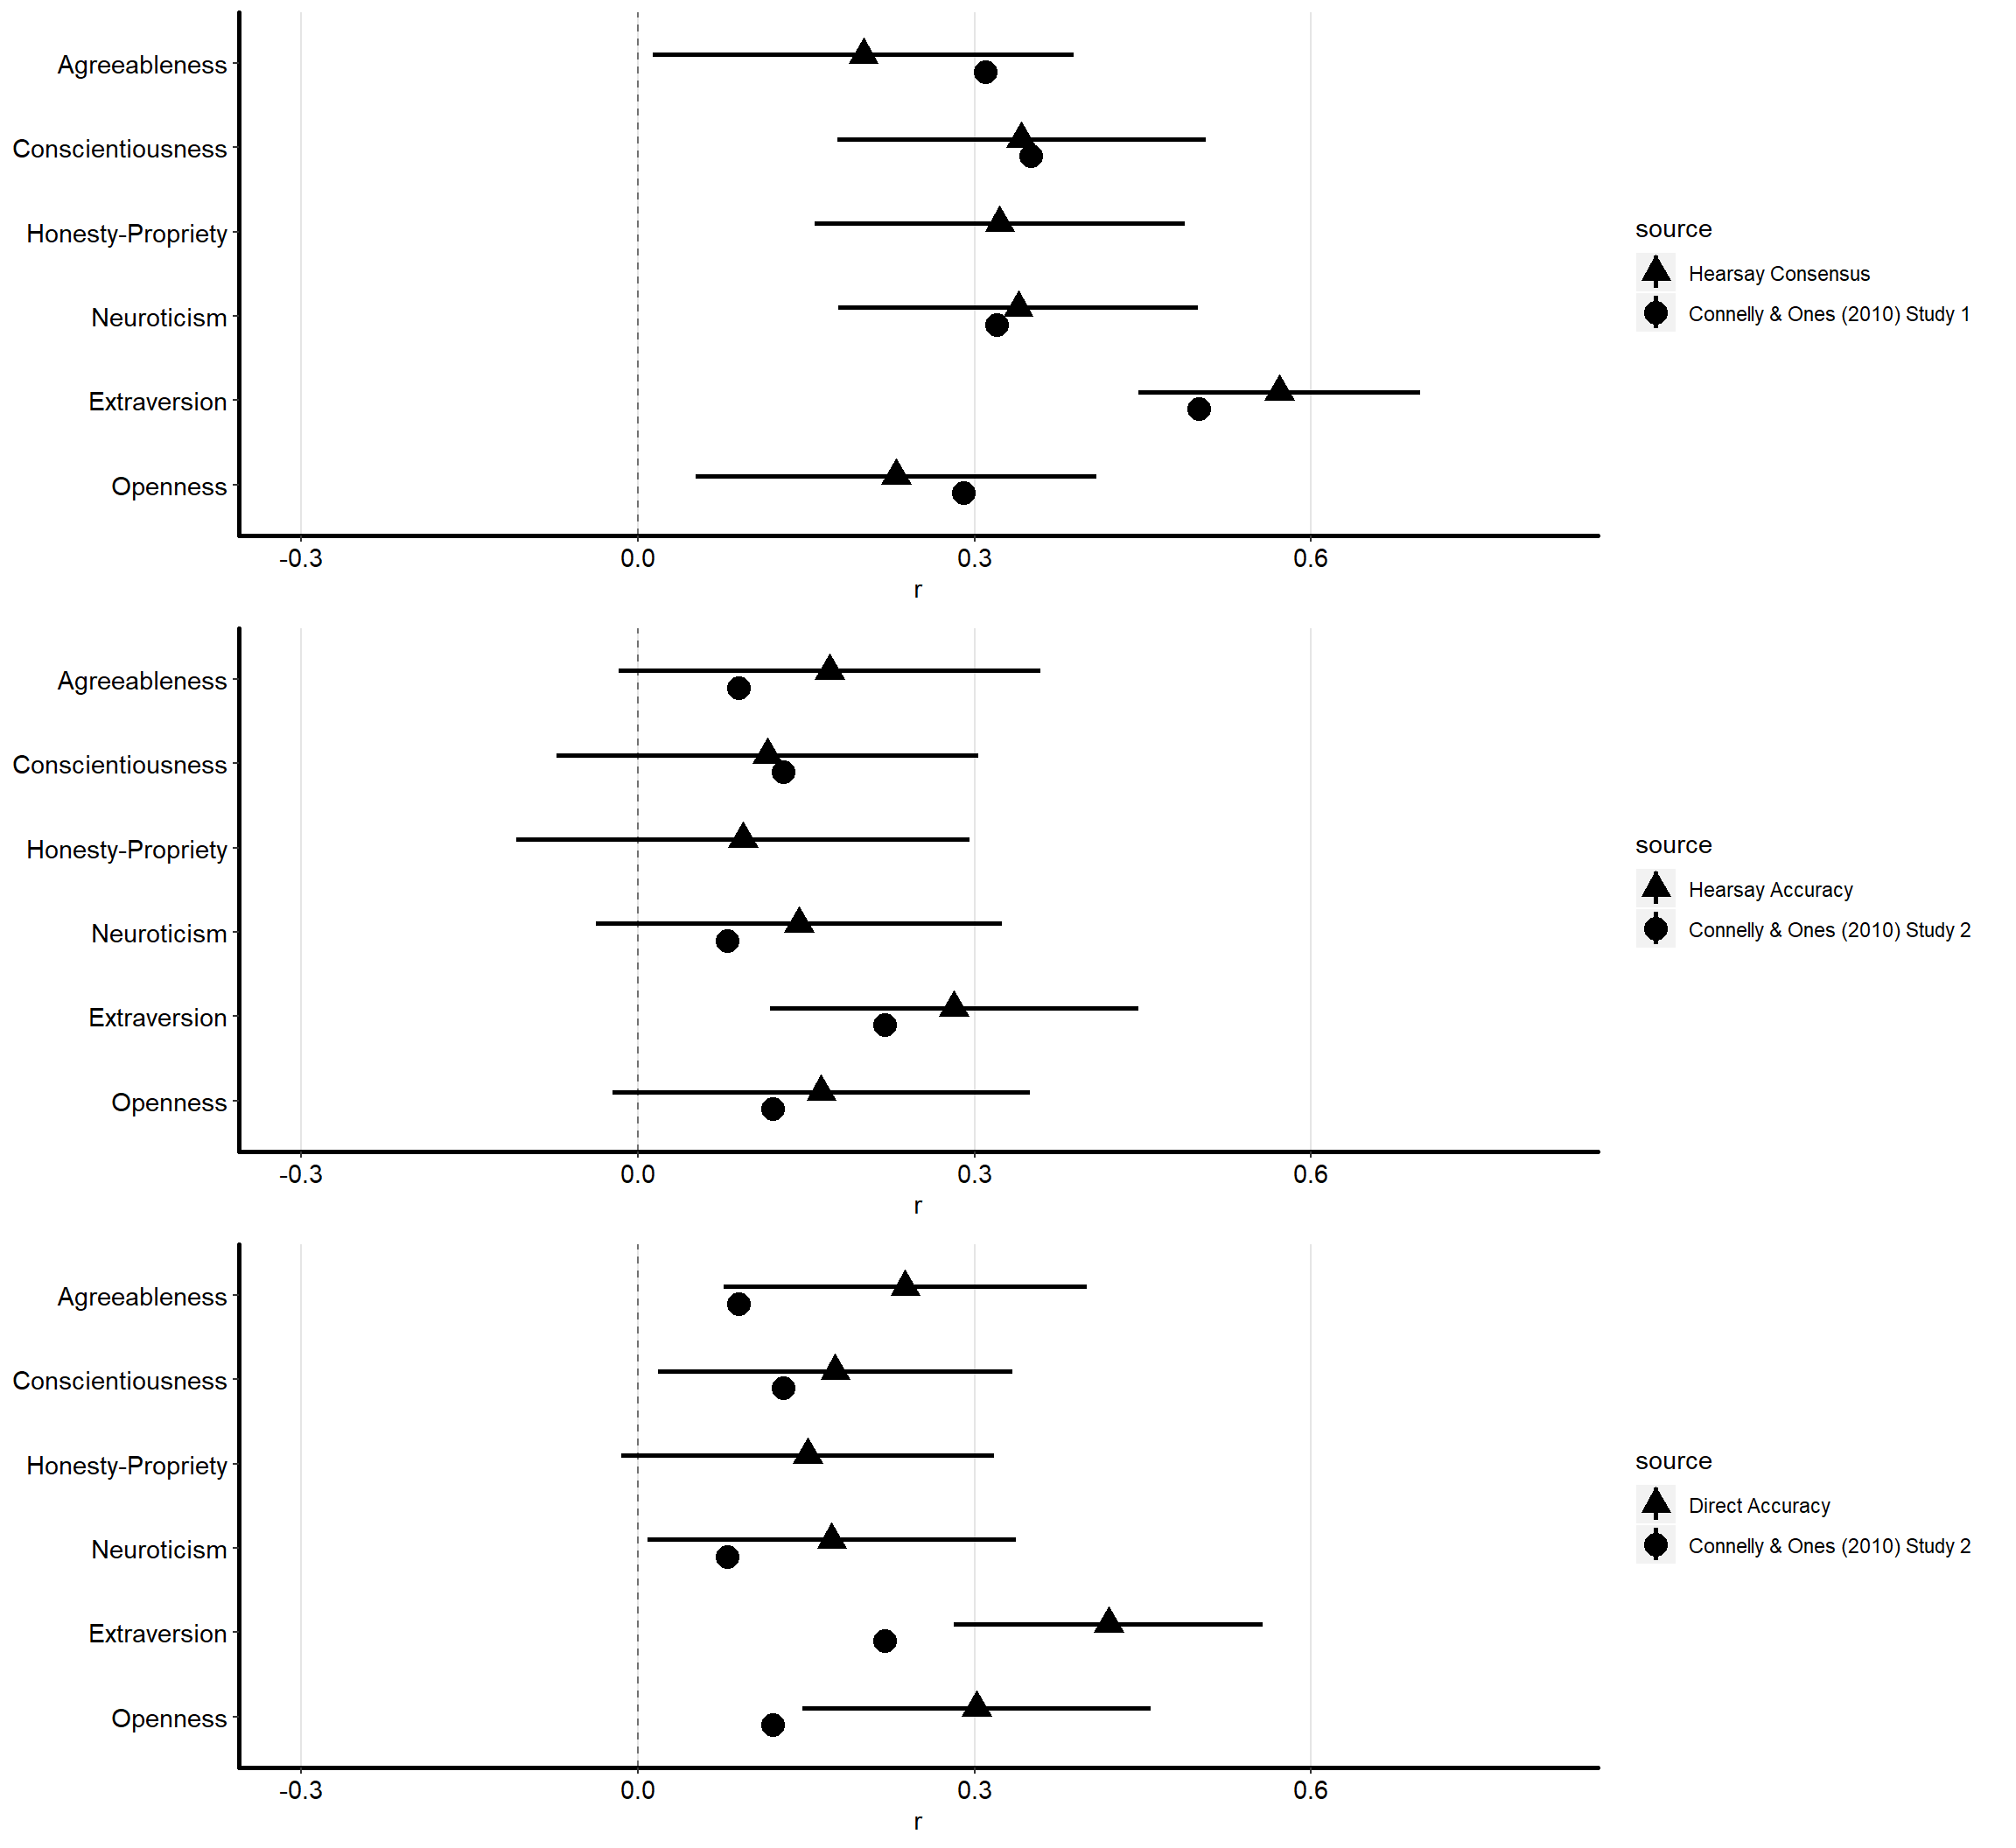 Agreeableness
Conscientiousness
Honesty-Propriety
Neuroticism
Extraversion
Openness
-0.3
0.0
0.3
0.6
r
source
Hearsay Consensus
Connelly & Ones (2010) Study 1
Agreeableness
Conscientiousness
Honesty-Propriety
Neuroticism
Extraversion
Openness
-0.3
0.0
0.3
0.6
r
source
Hearsay Accuracy
Connelly & Ones (2010) Study 2
Agreeableness
Conscientiousness
Honesty-Propriety
Neuroticism
Extraversion
Openness
-0.3
0.0
0.3
0.6
r
source
Direct Accuracy
Connelly & Ones (2010) Study 2